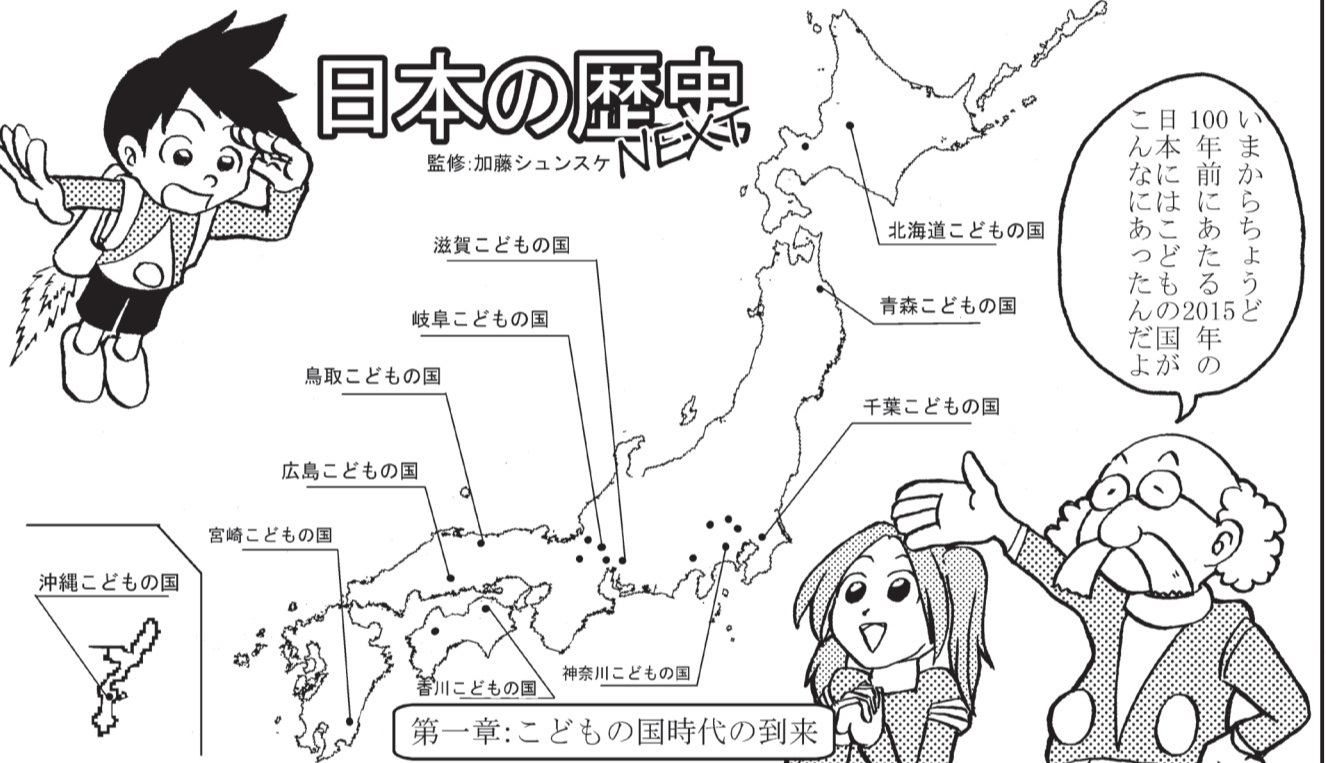 日本の歴史
NEXT
監修:加藤シュンスケ
いまからちょうど
100年前にあたる2015年の
日本にはこどもの国が
こんなにあったんだよ
北海道こどもの国
青森こどもの国
千葉こどもの国
滋賀こどもの国
岐阜こどもの国
鳥取こどもの国
広島こどもの国
宮崎こどもの国
沖縄こどもの国
香川こどもの国
神奈川こどもの国
第一章:こどもの国時代の到来